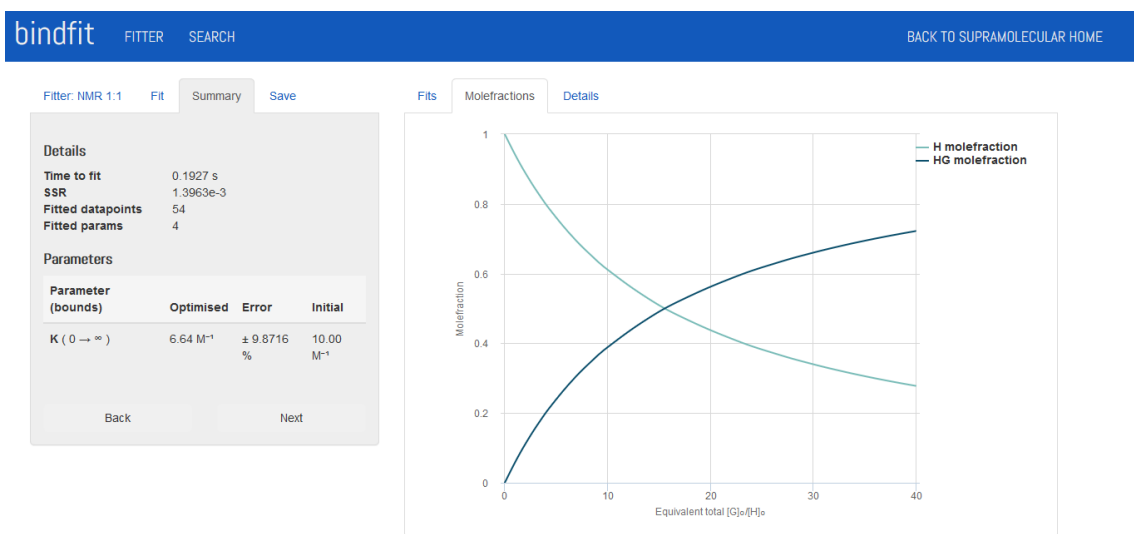 bindfit FITTER SEARCH BACK TO SUPRAMOLECULAR HOME
Fitter: NMR 1:1 Fit Summary Save
Details
Time to fit 0.1927 s
SSR 1.3963e-3
Fitted datapoints 54
Fitted params 4
Parameters
Parameter
(bounds) Optimised Error Initial
K ( 0 → ∞ ) 6.64 M⁻¹ ± 9.8716 10.00
% M⁻¹
Back Next
Fits Molefractions Details
H molefraction
HG molefraction
1
0.8
0.6
0.4
0.2
0
Molefraction
0 10 20 30 40
Equivalent total [G]₀/[H]₀